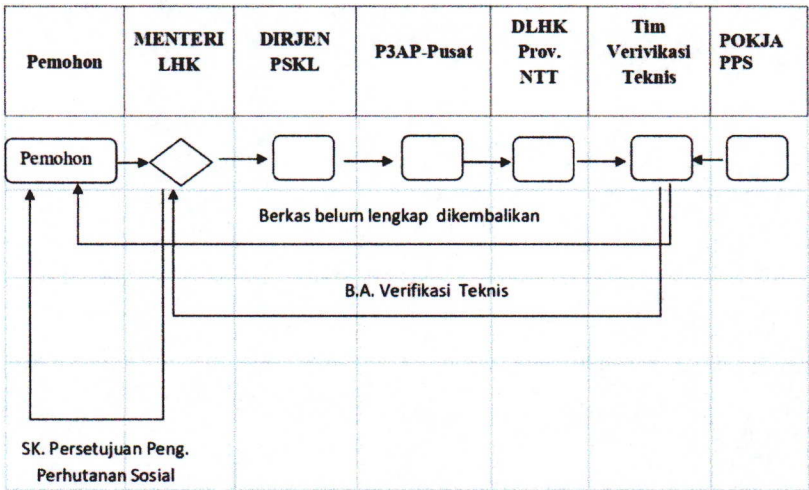 Pemohon
MENTERI
LHK
DIRJEN
PSKL
P3AP-Pusat
DLHK
Prov.
NTT
Tim
Verivikasi
Teknis
POKJA
PPS
Pemohon
Berkas belum lengkap dikembalikan
B.A. Verifikasi Teknis
SK. Persetujuan Peng.
Perhutanan Sosial